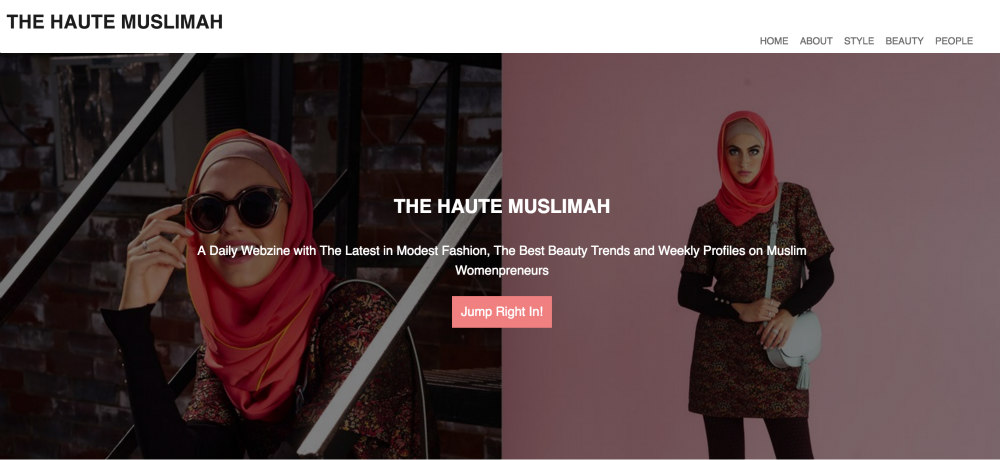 THE HAUTE MUSLIMAH
HOME ABOUT STYLE BEAUTY PEOPLE
THE HAUTE MUSLIMAH
A Daily Webzine with The Latest in Modest Fashion, The Best Beauty Trends and Weekly Profiles on Muslim
Womenpreneurs
Jump Right In!